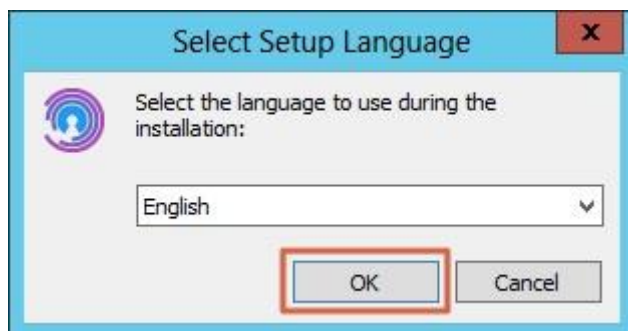 Select Setup Language
x
Select the language to use during the
installation:
English
OK
Cancel